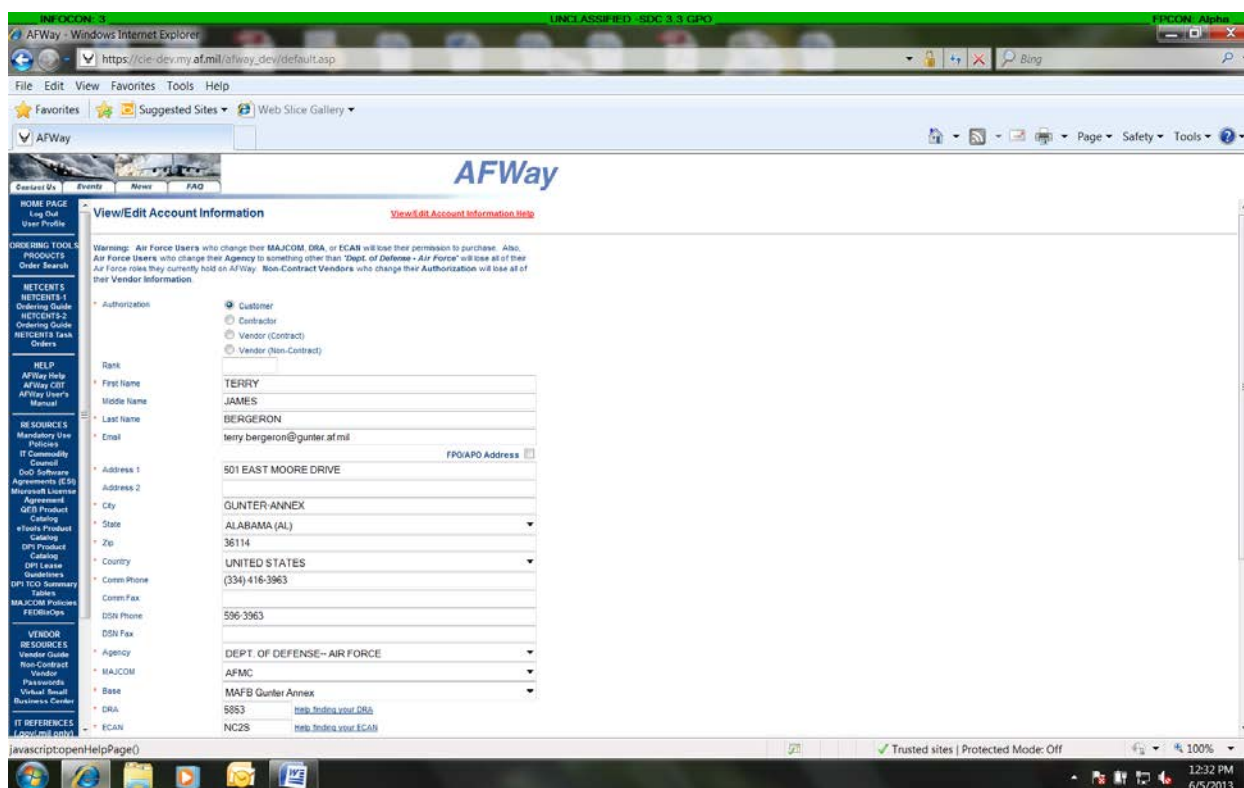 INFOCON: 3 UNCLASSIFIED -SDC 3.3 GPO FPCON: Alpha
AFWay - Windows Internet Explorer
https://cie-dev.my.af.mil/afway_dev/default.asp Bing
File Edit View Favorites Tools Help
Favorites Suggested Sites Web Slice Gallery
AFWay Page Safety Tools
AFWay
Contact Us Events News FAQ
HOME PAGE
Log Out
User Profile
ORDERING TOOLS
PRODUCTS
Order Search
NETCENTS
NETCENTS-1
Ordering Guide
NETCENTS-2
Ordering Guide
NETCENTS Task
Orders
HELP
AFWay Help
AFWay CBT
AFWay User's
Manual
RESOURCES
Mandatory Use
Policies
IT Commodity
Council
DoD Software
Agreements (ESI)
Microsoft License
Agreement
QEB Product
Catalog
eTools Product
Catalog
DPI Product
Catalog
DPI Lease
Guidelines
DPI TCO Summary
Tables
MAJCOM Policies
FEDBizOps
VENDOR
RESOURCES
Vendor Guide
Non-Contract
Vendor
Passwords
Virtual Small
Business Center
IT REFERENCES
(.gov/.mil only)
View/Edit Account Information View/Edit Account Information Help
Warning: Air Force Users who change their MAJCOM, DRA, or ECAN will lose their permission to purchase. Also,
Air Force Users who change their Agency to something other than "Dept. of Defense - Air Force" will lose all of their
Air Force roles they currently hold on AFWay. Non-Contract Vendors who change their Authorization will lose all of
their Vendor Information.
* Authorization Customer
Contractor
Vendor (Contract)
Vendor (Non-Contract)
Rank
* First Name TERRY
Middle Name JAMES
* Last Name BERGERON
* Email terry.bergeron@gunter.af.mil
FPO/APO Address
* Address 1 501 EAST MOORE DRIVE
Address 2
* City GUNTER-ANNEX
* State ALABAMA (AL)
* Zip 36114
* Country UNITED STATES
* Comm Phone (334) 416-3963
Comm Fax
DSN Phone 596-3963
DSN Fax
* Agency DEPT. OF DEFENSE-- AIR FORCE
* MAJCOM AFMC
* Base MAFB Gunter Annex
* DRA 5853 Help finding your DRA
* ECAN NC2S Help finding your ECAN
javascript:openHelpPage() Trusted sites | Protected Mode: Off 100%
12:32 PM
6/5/2013